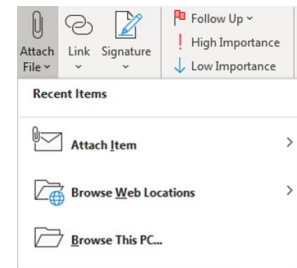 Attach File
Link
Signature
Follow Up
High Importance
Low Importance
Recent Items
Attach Item
Browse Web Locations
Browse This PC...